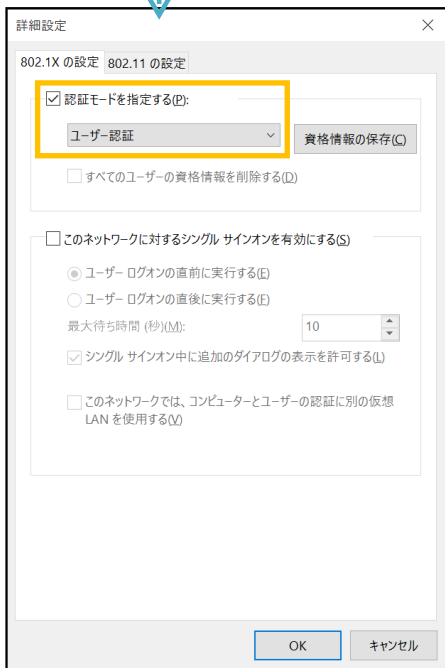 詳細設定
802.1X の設定 802.11 の設定
認証モードを指定する(P):
ユーザー認証
資格情報の保存(C)
すべてのユーザーの資格情報を削除する(D)
このネットワークに対するシングル サインオンを有効にする(S)
ユーザー ログオンの直前に実行する(E)
ユーザー ログオンの直後に実行する(F)
最大待ち時間 (秒)(M):
10
シングル サインオン中に追加のダイアログの表示を許可する(L)
このネットワークでは、コンピューターとユーザーの認証に別の仮想
LAN を使用する(V)
OK
キャンセル